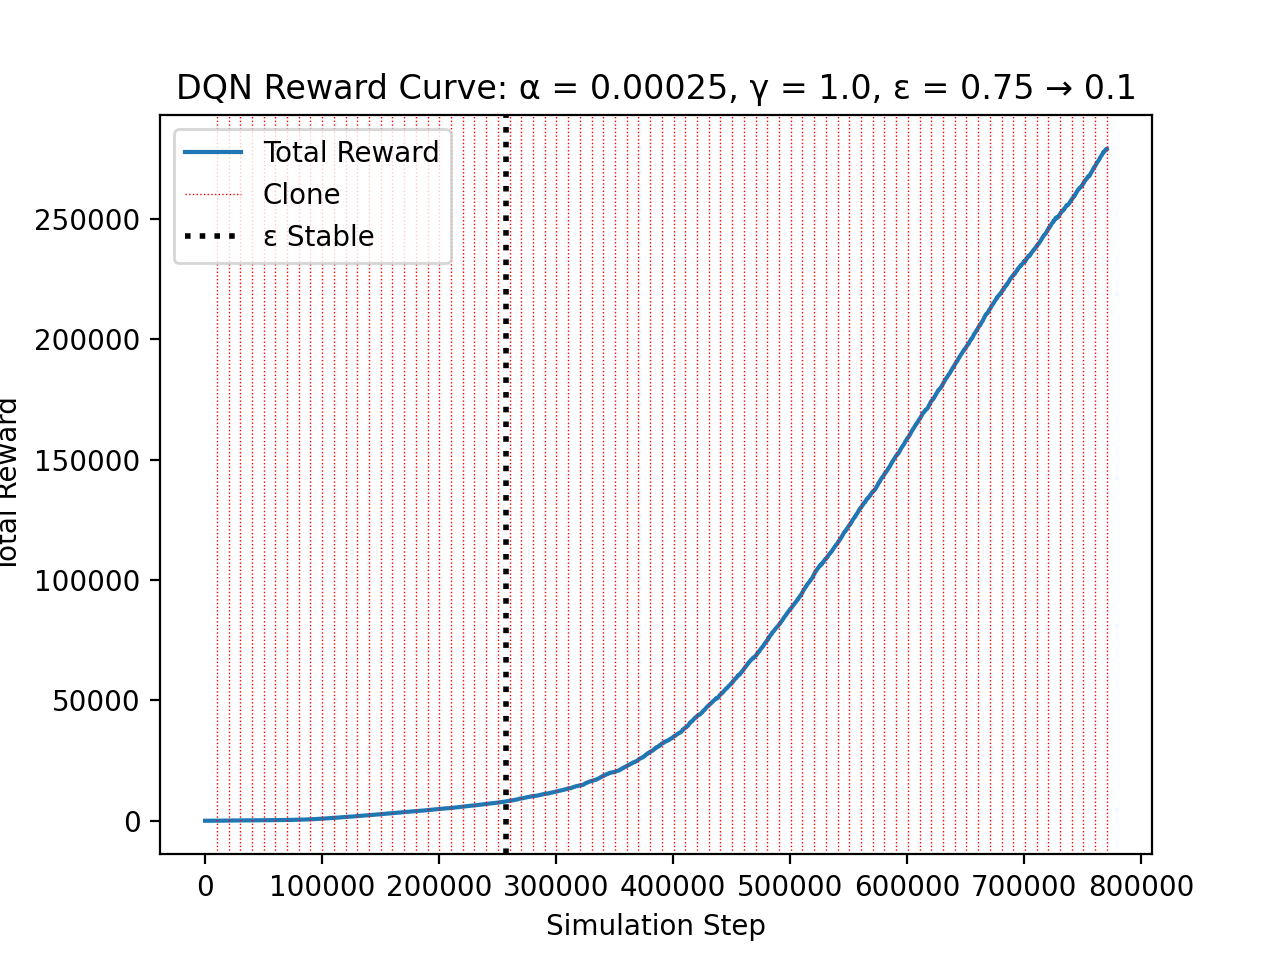 DQN Reward Curve: α = 0.00025, γ = 1.0, ε = 0.75 → 0.1
Total Reward
Clone
ε Stable
Total Reward
250000
200000
150000
100000
50000
0
0 100000 200000 300000 400000 500000 600000 700000 800000
Simulation Step